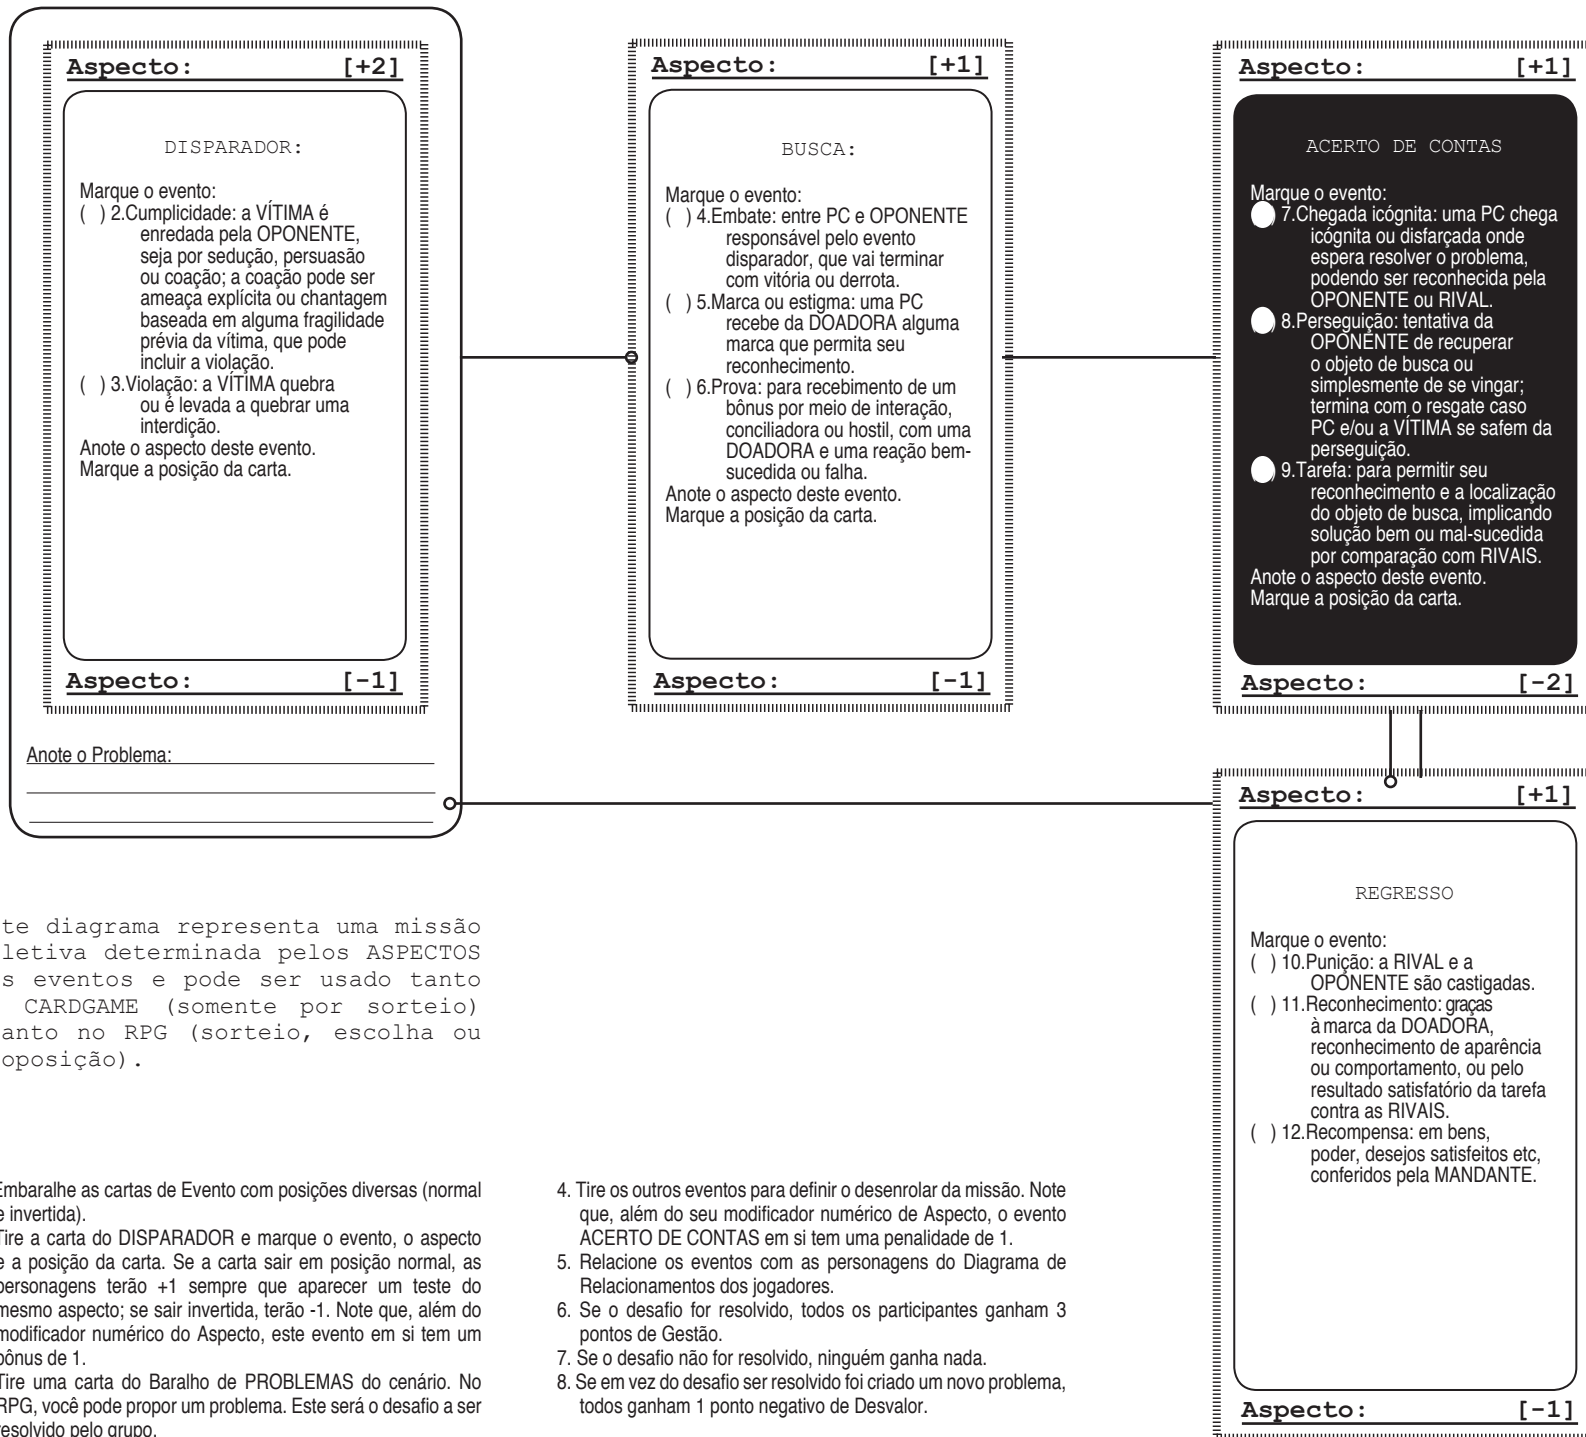 Aspecto: [+2]
DISPARADOR:
Marque o evento:
( ) 2.Cumplicidade: a VÍTIMA é
enredada pela OPONENTE,
seja por sedução, persuasão
ou coação; a coação pode ser
ameaça explícita ou chantagem
baseada em alguma fragilidade
prévia da vítima, que pode
incluir a violação.
( ) 3.Violação: a VÍTIMA quebra
ou é levada a quebrar uma
interdição.
Anote o aspecto deste evento.
Marque a posição da carta.
Aspecto: [-1]
Anote o Problema:
Aspecto: [+1]
BUSCA:
Marque o evento:
( ) 4.Embate: entre PC e OPONENTE
responsável pelo evento
disparador, que vai terminar
com vitória ou derrota.
( ) 5.Marca ou estigma: uma PC
recebe da DOADORA alguma
marca que permita seu
reconhecimento.
( ) 6.Prova: para recebimento de um
bônus por meio de interação,
conciliadora ou hostil, com uma
DOADORA e uma reação bem-
sucedida ou falha.
Anote o aspecto deste evento.
Marque a posição da carta.
Aspecto: [-1]
Aspecto: [+1]
ACERTO DE CONTAS
Marque o evento:
( ) 7.Chegada icógnita: uma PC chega
icógnita ou disfarçada onde
espera resolver o problema,
podendo ser reconhecida pela
OPONENTE ou RIVAL.
( ) 8.Perseguição: tentativa da
OPONENTE de recuperar
o objeto de busca ou
simplesmente de se vingar;
termina com o resgate caso
PC e/ou a VÍTIMA se safem da
perseguição.
( ) 9.Tarefa: para permitir seu
reconhecimento e a localização
do objeto de busca, implicando
solução bem ou mal-sucedida
por comparação com RIVAIS.
Anote o aspecto deste evento.
Marque a posição da carta.
Aspecto: [-2]
Aspecto: [+1]
REGRESSO
Marque o evento:
( ) 10.Punição: a RIVAL e a
OPONENTE são castigadas.
( ) 11.Reconhecimento: graças
à marca da DOADORA,
reconhecimento de aparência
ou comportamento, ou pelo
resultado satisfatório da tarefa
contra as RIVAIS.
( ) 12.Recompensa: em bens,
poder, desejos satisfeitos etc,
conferidos pela MANDANTE.
Aspecto: [-1]
te diagrama representa uma missão
letiva determinada pelos ASPECTOS
s eventos e pode ser usado tanto
CARDGAME (somente por sorteio)
anto no RPG (sorteio, escolha ou
oposição).
Embaralhe as cartas de Evento com posições diversas (normal
e invertida).
Tire a carta do DISPARADOR e marque o evento, o aspecto
e a posição da carta. Se a carta sair em posição normal, as
personagens terão +1 sempre que aparecer um teste do
mesmo aspecto; se sair invertida, terão -1. Note que, além do
modificador numérico do Aspecto, este evento em si tem um
bônus de 1.
Tire uma carta do Baralho de PROBLEMAS do cenário. No
RPG, você pode propor um problema. Este será o desafio a ser
resolvido pelo grupo.
4. Tire os outros eventos para definir o desenrolar da missão. Note
que, além do seu modificador numérico de Aspecto, o evento
ACERTO DE CONTAS em si tem uma penalidade de 1.
5. Relacione os eventos com as personagens do Diagrama de
Relacionamentos dos jogadores.
6. Se o desafio for resolvido, todos os participantes ganham 3
pontos de Gestão.
7. Se o desafio não for resolvido, ninguém ganha nada.
8. Se em vez do desafio ser resolvido foi criado um novo problema,
todos ganham 1 ponto negativo de Desvalor.